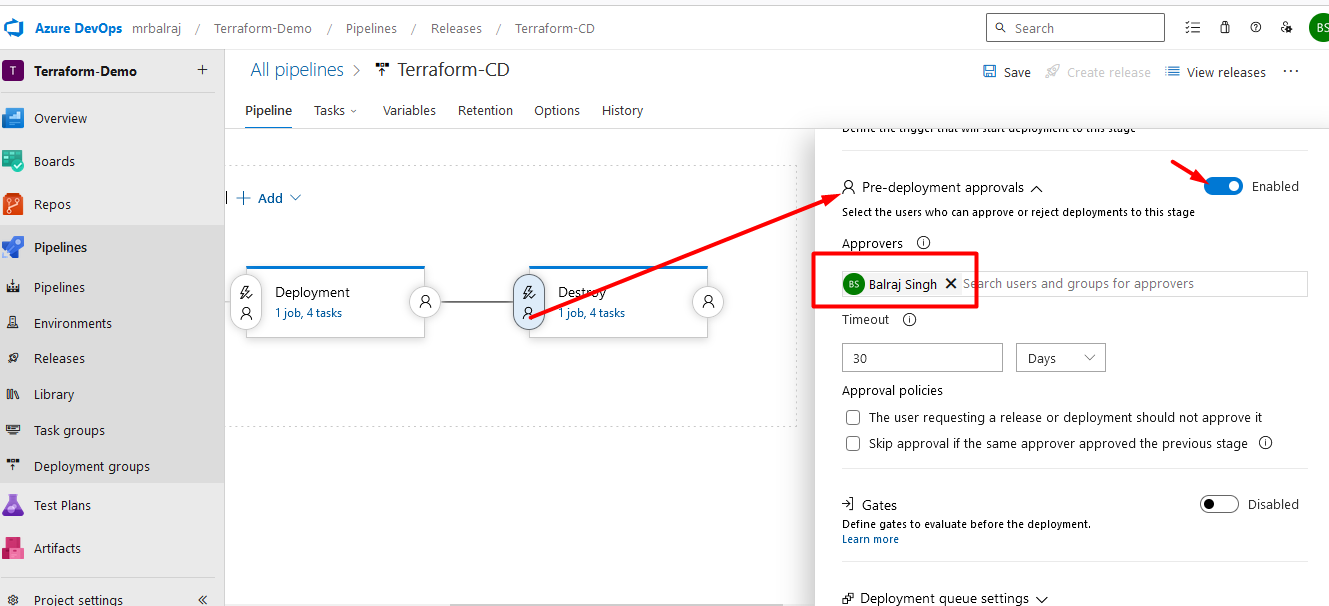 Azure DevOps mrbalraj / Terraform-Demo / Pipelines / Releases / Terraform-CD
Search
BS
T Terraform-Demo +
All pipelines > Terraform-CD
Save
Create release
View releases
...
Pipeline Tasks Variables Retention Options History
Overview
Boards
Repos
Pipelines
Pipelines
Environments
Releases
Library
Task groups
Deployment groups
Test Plans
Artifacts
Project settings «
+ Add
Deployment
1 job, 4 tasks
Destroy
1 job, 4 tasks
Define the trigger that will start deployment to this stage
Pre-deployment approvals
Enabled
Select the users who can approve or reject deployments to this stage
Approvers
BS Balraj Singh Search users and groups for approvers
Timeout
30 Days
Approval policies
The user requesting a release or deployment should not approve it
Skip approval if the same approver approved the previous stage
Gates
Disabled
Define gates to evaluate before the deployment.
Learn more
Deployment queue settings